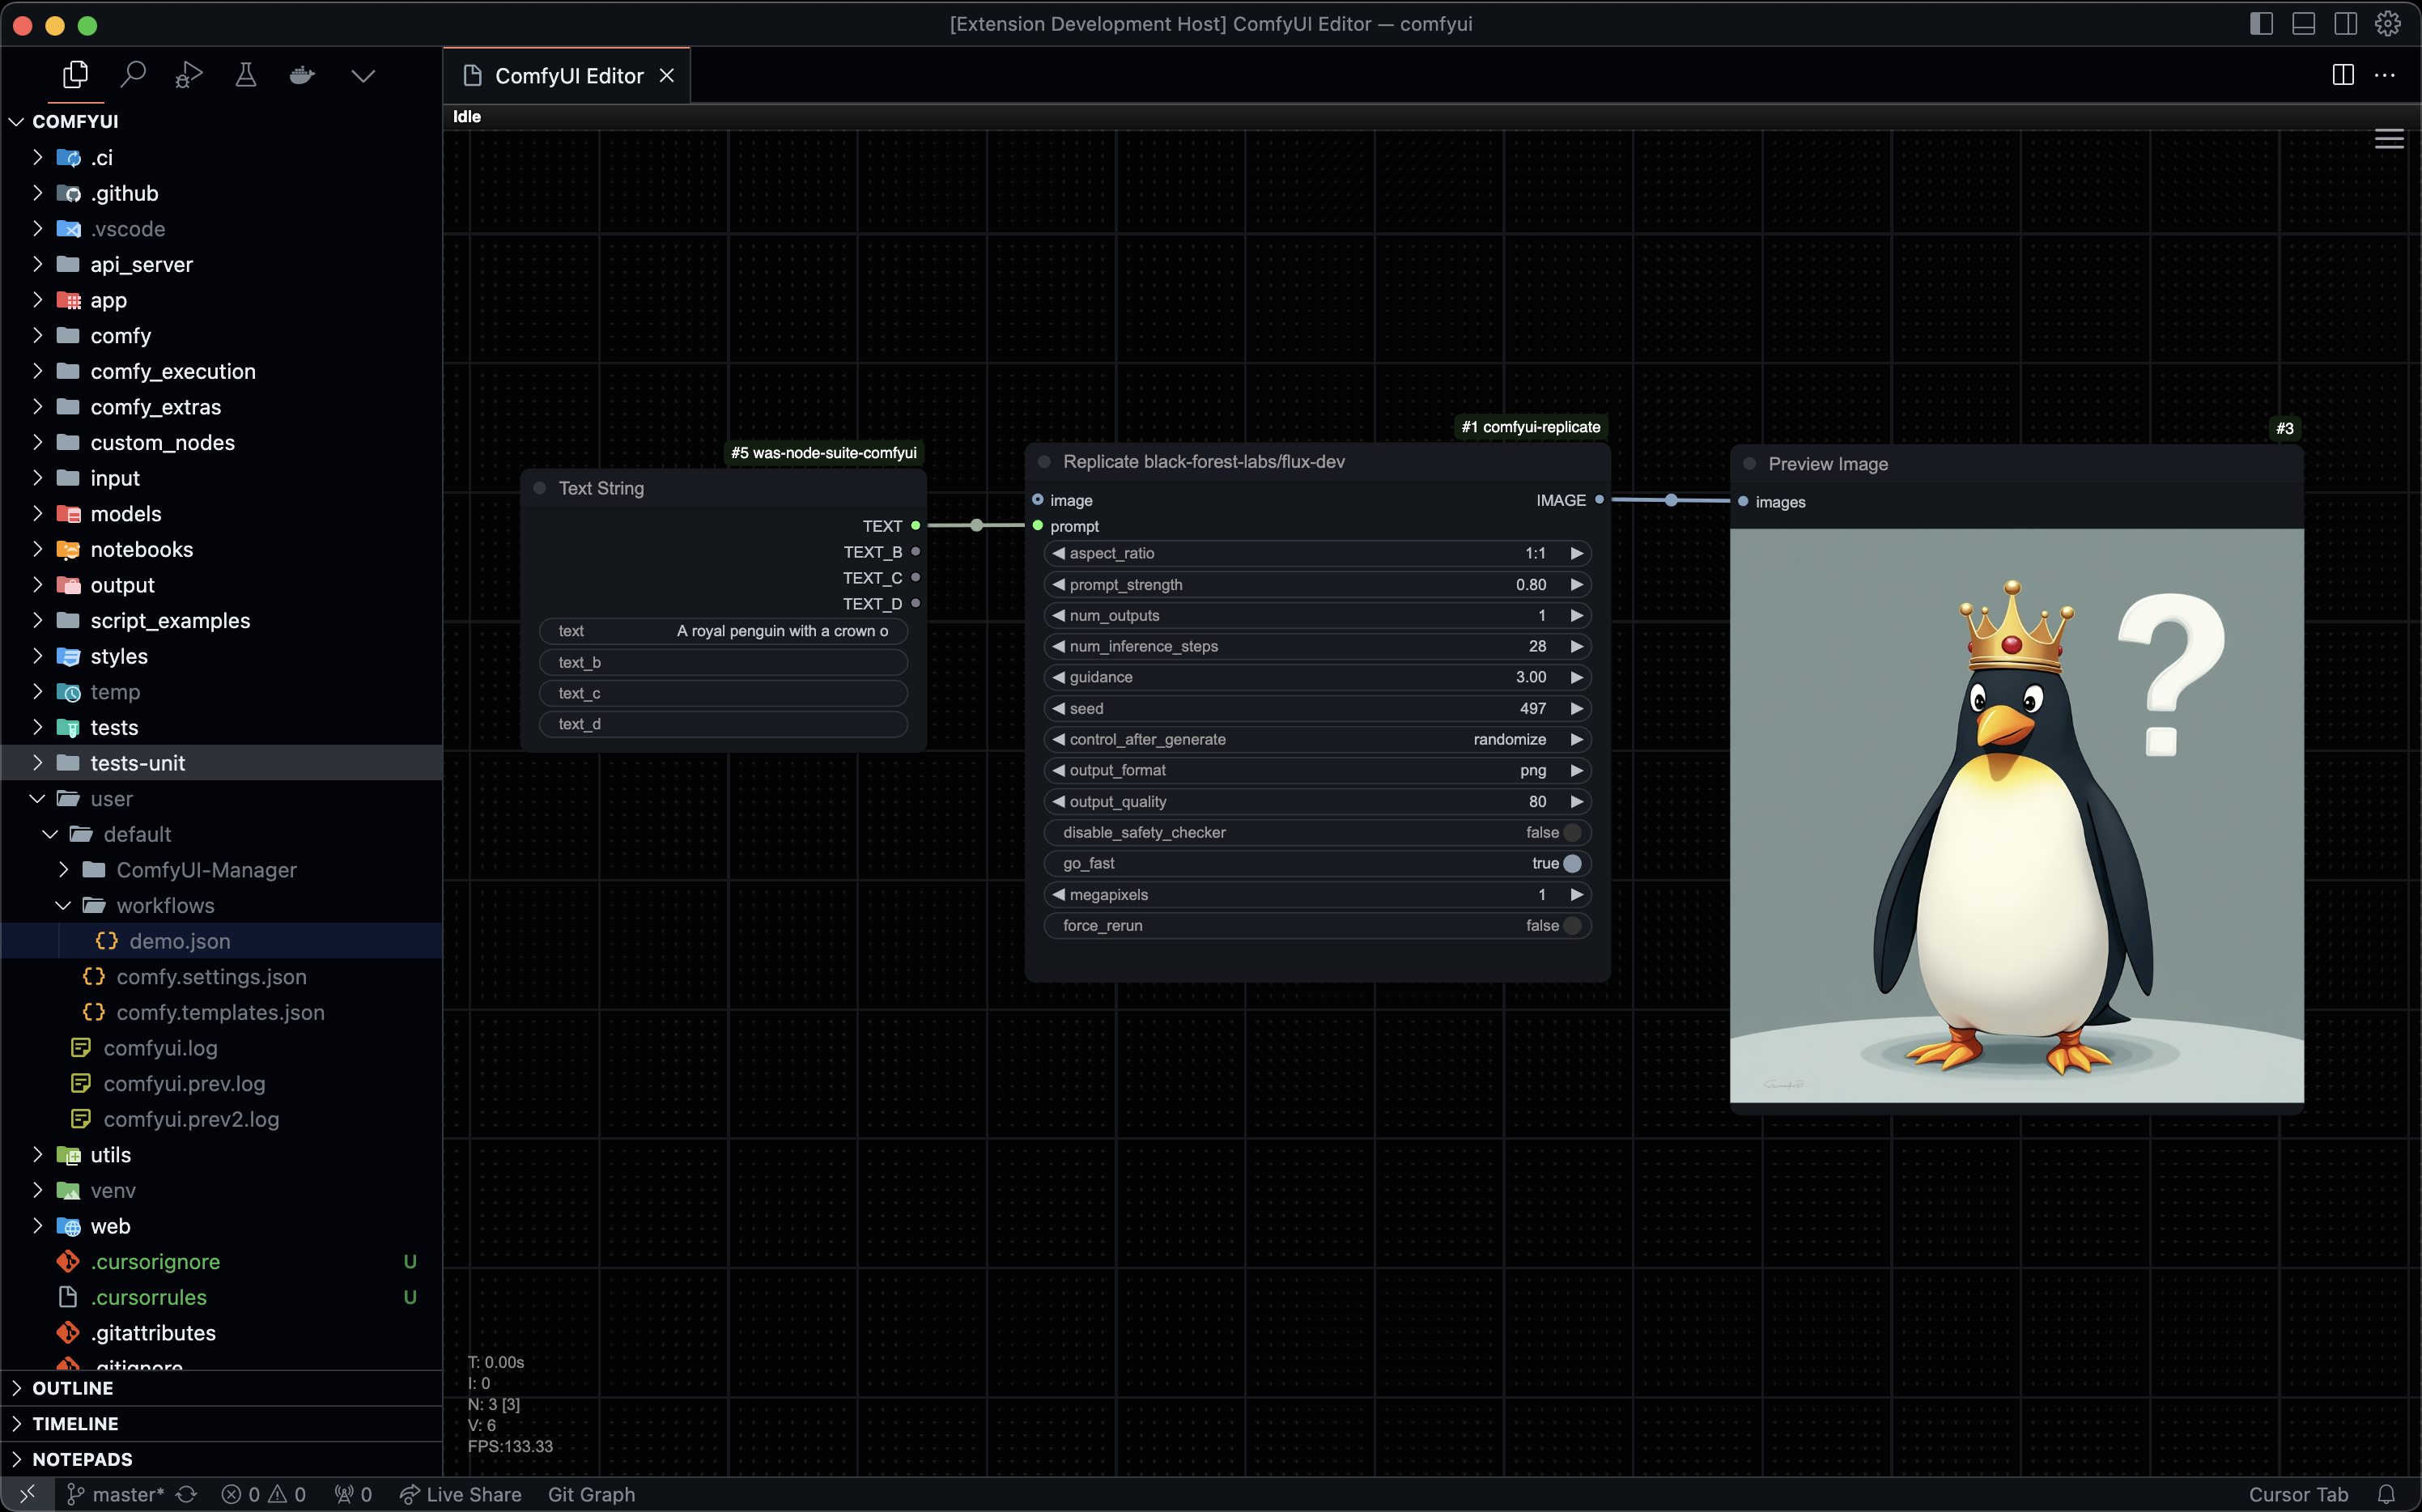 [Extension Development Host] ComfyUI Editor — comfyui
ComfyUI Editor
Idle
COMFYUI
.ci
.github
.vscode
api_server
app
comfy
comfy_execution
comfy_extras
custom_nodes
input
models
notebooks
output
script_examples
styles
temp
tests
tests-unit
user
default
ComfyUI-Manager
workflows
demo.json
comfy.settings.json
comfy.templates.json
comfyui.log
comfyui.prev.log
comfyui.prev2.log
utils
venv
web
.cursorignore U
.cursorrules U
.gitattributes
.gitignore
OUTLINE
TIMELINE
NOTEPADS
#5 was-node-suite-comfyui
Text String
TEXT
TEXT_B
TEXT_C
TEXT_D
text A royal penguin with a crown o
text_b
text_c
text_d
#1 comfyui-replicate
Replicate black-forest-labs/flux-dev
image IMAGE
prompt
aspect_ratio 1:1
prompt_strength 0.80
num_outputs 1
num_inference_steps 28
guidance 3.00
seed 497
control_after_generate randomize
output_format png
output_quality 80
disable_safety_checker false
go_fast true
megapixels 1
force_rerun false
#3
Preview Image
images
?
T: 0.00s
I: 0
N: 3 [3]
V: 6
FPS:133.33
master* 0 0 0 Live Share Git Graph Cursor Tab